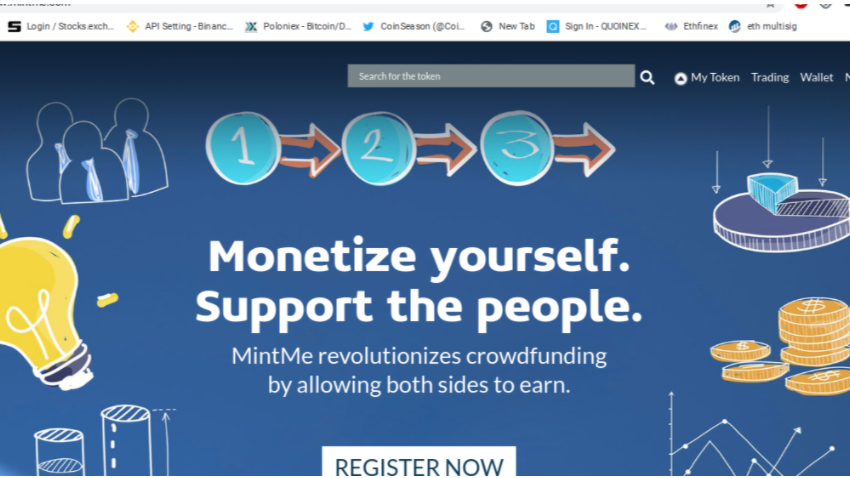 Login / Stocks.exch...
API Setting - Binanc...
Poloniex - Bitcoin/D...
CoinSeason (@Coi...
New Tab
Sign In - QUOINEX...
Ethfinex
eth multisig
Search for the token
My Token Trading Wallet N
1 2 3
Monetize yourself.
Support the people.
MintMe revolutionizes crowdfunding
by allowing both sides to earn.
REGISTER NOW